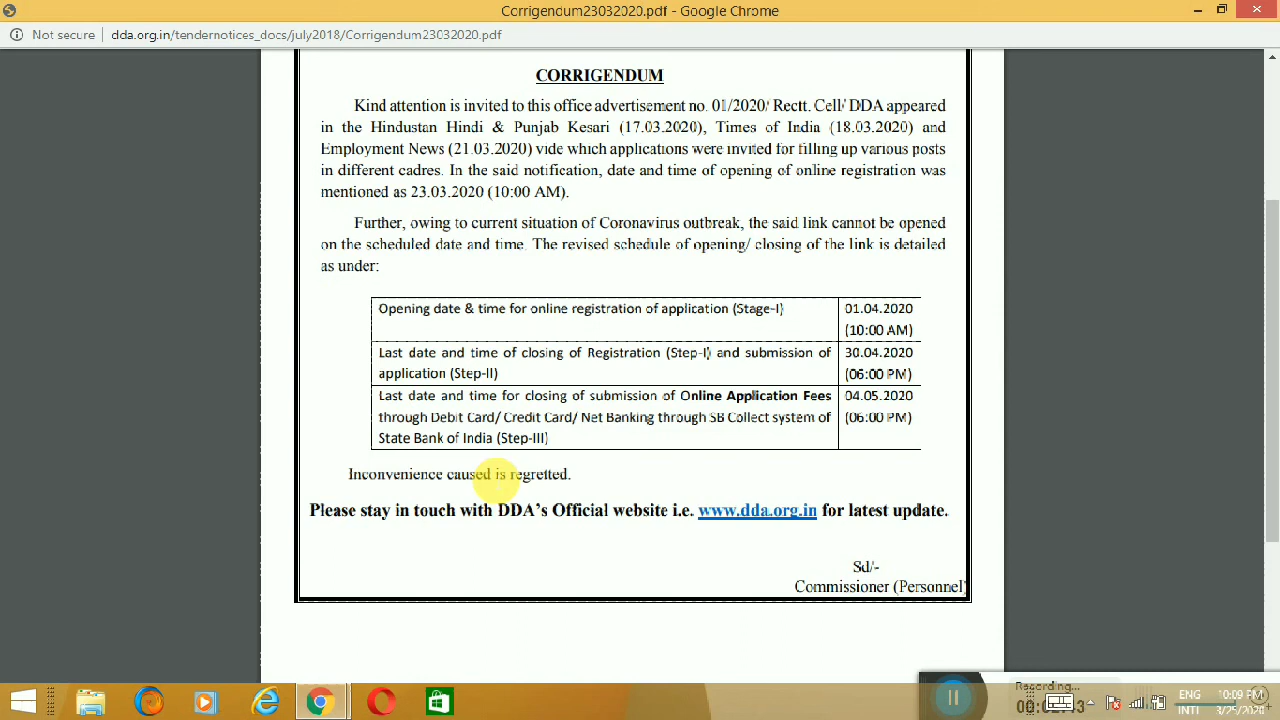 Corrigendum23032020.pdf - Google Chrome
Not secure | dda.org.in/tendernotices_docs/july2018/Corrigendum23032020.pdf
CORRIGENDUM
Kind attention is invited to this office advertisement no. 01/2020/ Rectt. Cell/ DDA appeared
in the Hindustan Hindi & Punjab Kesari (17.03.2020), Times of India (18.03.2020) and
Employment News (21.03.2020) vide which applications were invited for filling up various posts
in different cadres. In the said notification, date and time of opening of online registration was
mentioned as 23.03.2020 (10:00 AM).
Further, owing to current situation of Coronavirus outbreak, the said link cannot be opened
on the scheduled date and time. The revised schedule of opening/ closing of the link is detailed
as under:
Opening date & time for online registration of application (Stage-I) 01.04.2020
(10:00 AM)
Last date and time of closing of Registration (Step-I) and submission of 30.04.2020
application (Step-II) (06:00 PM)
Last date and time for closing of submission of Online Application Fees 04.05.2020
through Debit Card/ Credit Card/ Net Banking through SB Collect system of (06:00 PM)
State Bank of India (Step-III)
Inconvenience caused is regretted.
Please stay in touch with DDA's Official website i.e. www.dda.org.in for latest update.
Sd/-
Commissioner (Personnel)
Recording...
ENG 10:09 PM
INTL 3/25/2020